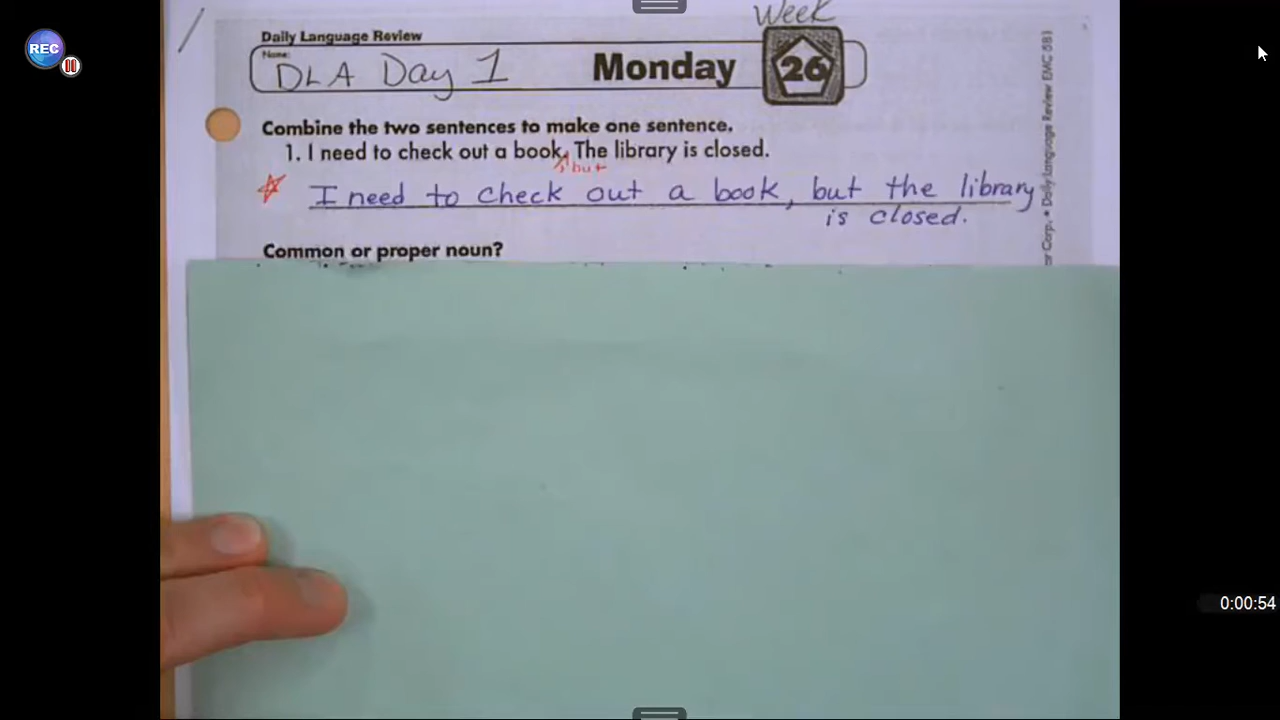 REC
Week
Daily Language Review
Name:
DLA Day 1 Monday 26
Combine the two sentences to make one sentence.
1. I need to check out a book. The library is closed.
, but
I need to check out a book, but the library
is closed.
Common or proper noun?
Corp. • Daily Language Review EMC 581
0:00:54